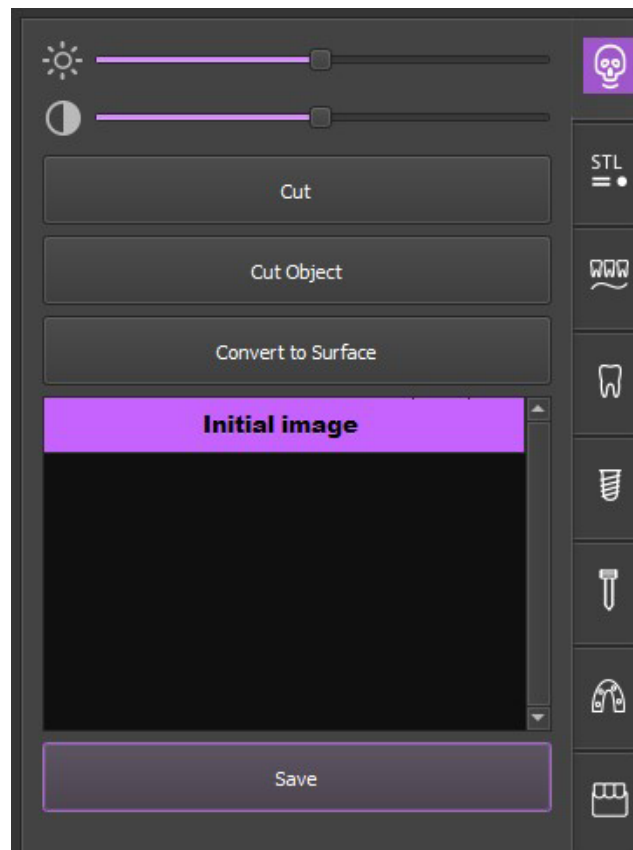 STL
Cut
Cut Object
Convert to Surface
Initial image
Save